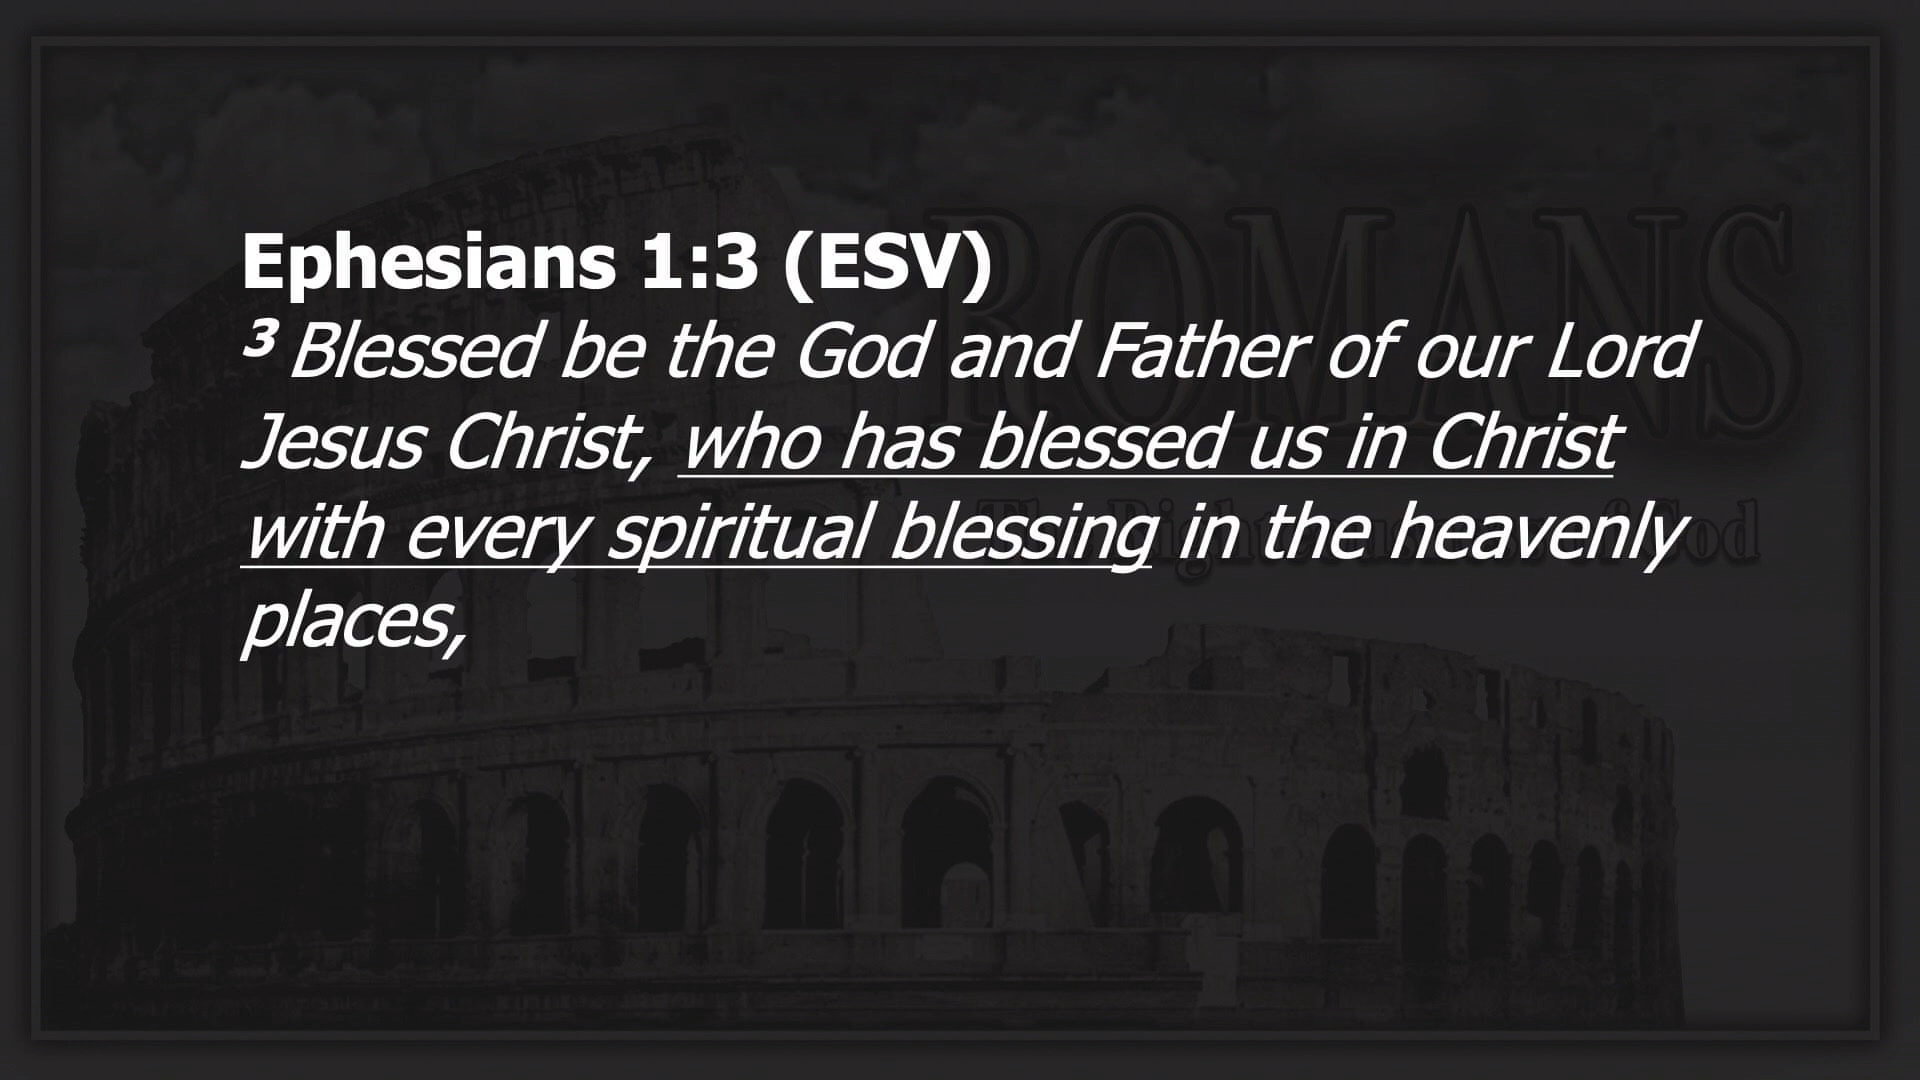 ROMANS
Ephesians 1:3 (ESV)
3 Blessed be the God and Father of our Lord
Jesus Christ, who has blessed us in Christ
with every spiritual blessing in the heavenly
places,
God